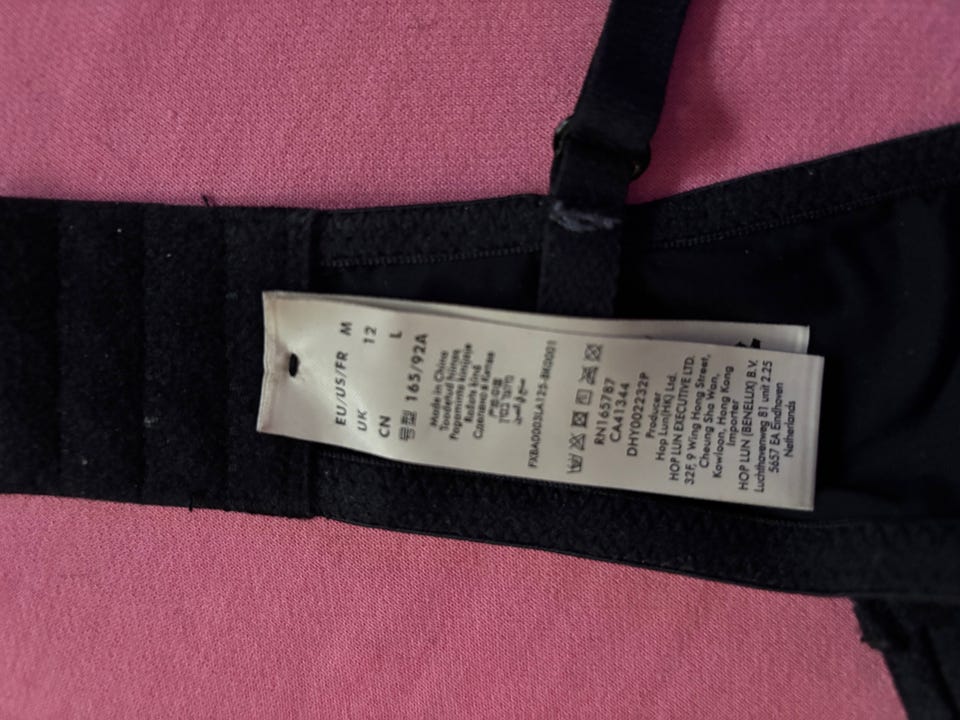 EU/US/FR M
UK 12
CN L
号型 165/92A
Made in China
FXBA0003LA125-BK0001
RN165787
CA41344
DHY002232P
Producer
Hop Lun(HK) Ltd.
HOP LUN EXECUTIVE LTD.
32F, 9 Wing Hong Street,
Cheung Sha Wan,
Kowloon, Hong Kong
Importer
HOP LUN (BENELUX) B.V.
Luchthavenweg 81 unit 2.25
5657 EA Eindhoven
Netherlands